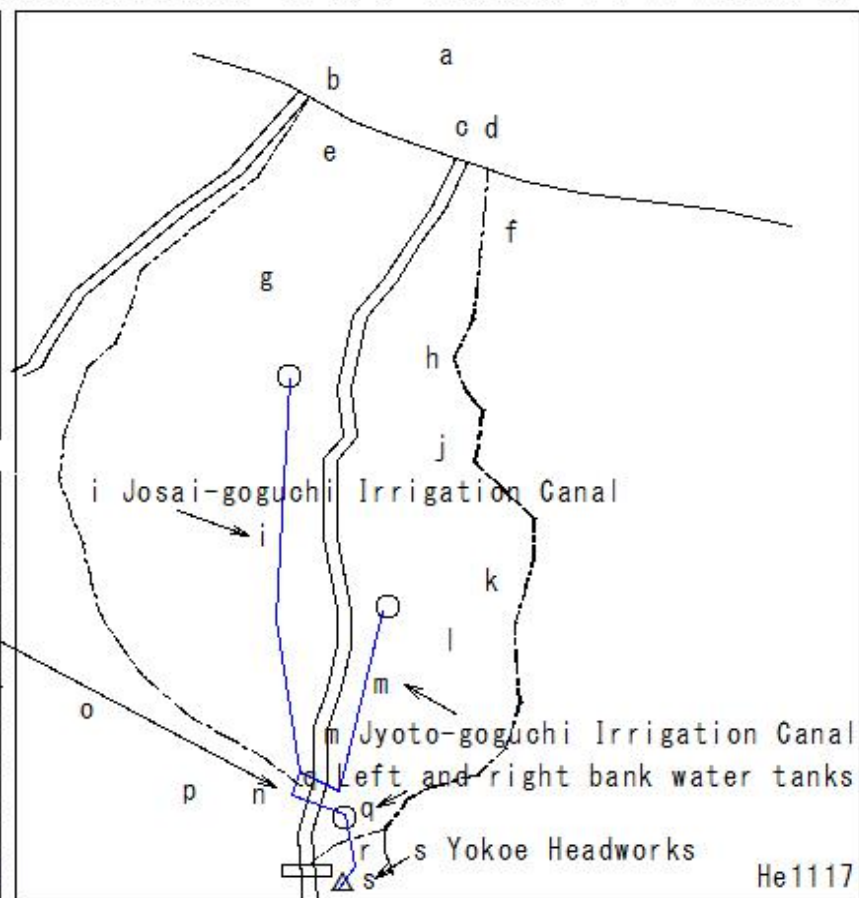 a
b
c d
e
f
g
h
j
i Josai-goguchi Irrigation Canal
i
k
l
m
o
m Jyoto-goguchi Irrigation Canal
q Left and right bank water tanks
p n q
r s Yokoe Headworks
s He1117